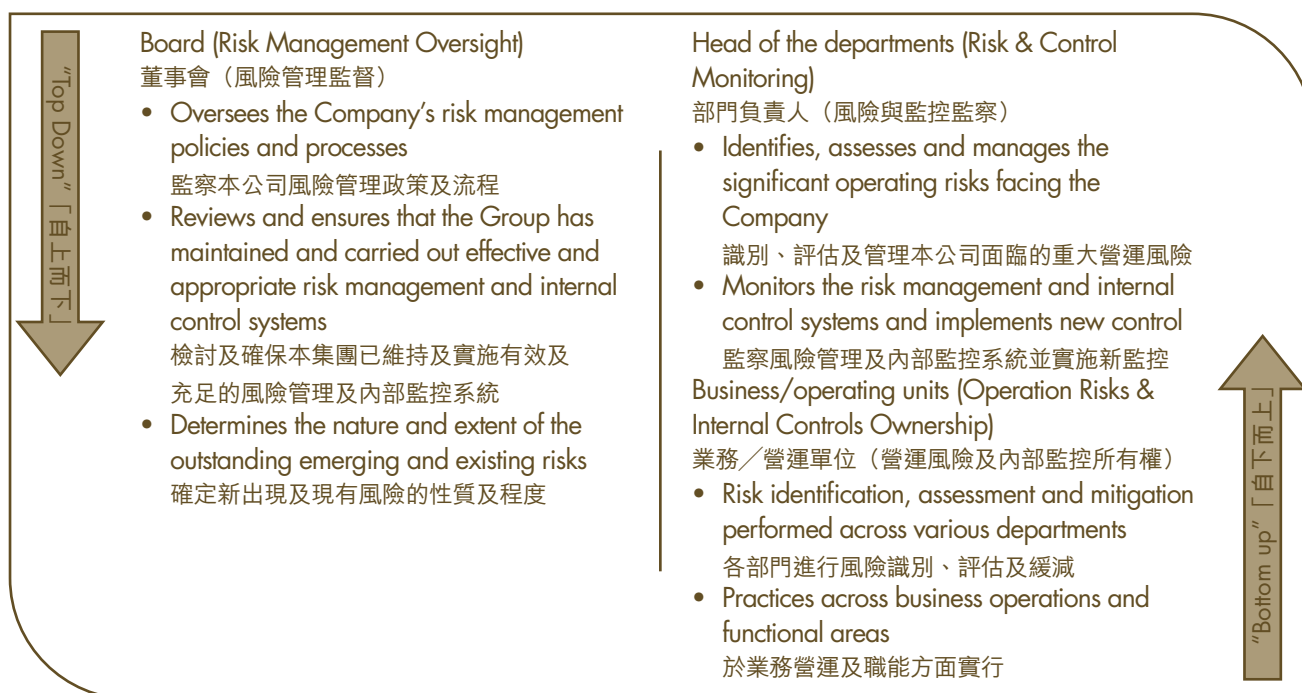 "Top Down"「自上而下」
Board (Risk Management Oversight)
董事會（風險管理監督）
• Oversees the Company's risk management
policies and processes
監察本公司風險管理政策及流程
• Reviews and ensures that the Group has
maintained and carried out effective and
appropriate risk management and internal
control systems
檢討及確保本集團已維持及實施有效及
充足的風險管理及內部監控系統
• Determines the nature and extent of the
outstanding emerging and existing risks
確定新出現及現有風險的性質及程度
Head of the departments (Risk & Control
Monitoring)
部門負責人（風險與監控監察）
• Identifies, assesses and manages the
significant operating risks facing the
Company
識別、評估及管理本公司面臨的重大營運風險
• Monitors the risk management and internal
control systems and implements new control
監察風險管理及內部監控系統並實施新監控
Business/operating units (Operation Risks &
Internal Controls Ownership)
業務╱營運單位（營運風險及內部監控所有權）
• Risk identification, assessment and mitigation
performed across various departments
各部門進行風險識別、評估及緩減
• Practices across business operations and
functional areas
於業務營運及職能方面實行
"Bottom up"「自下而上」